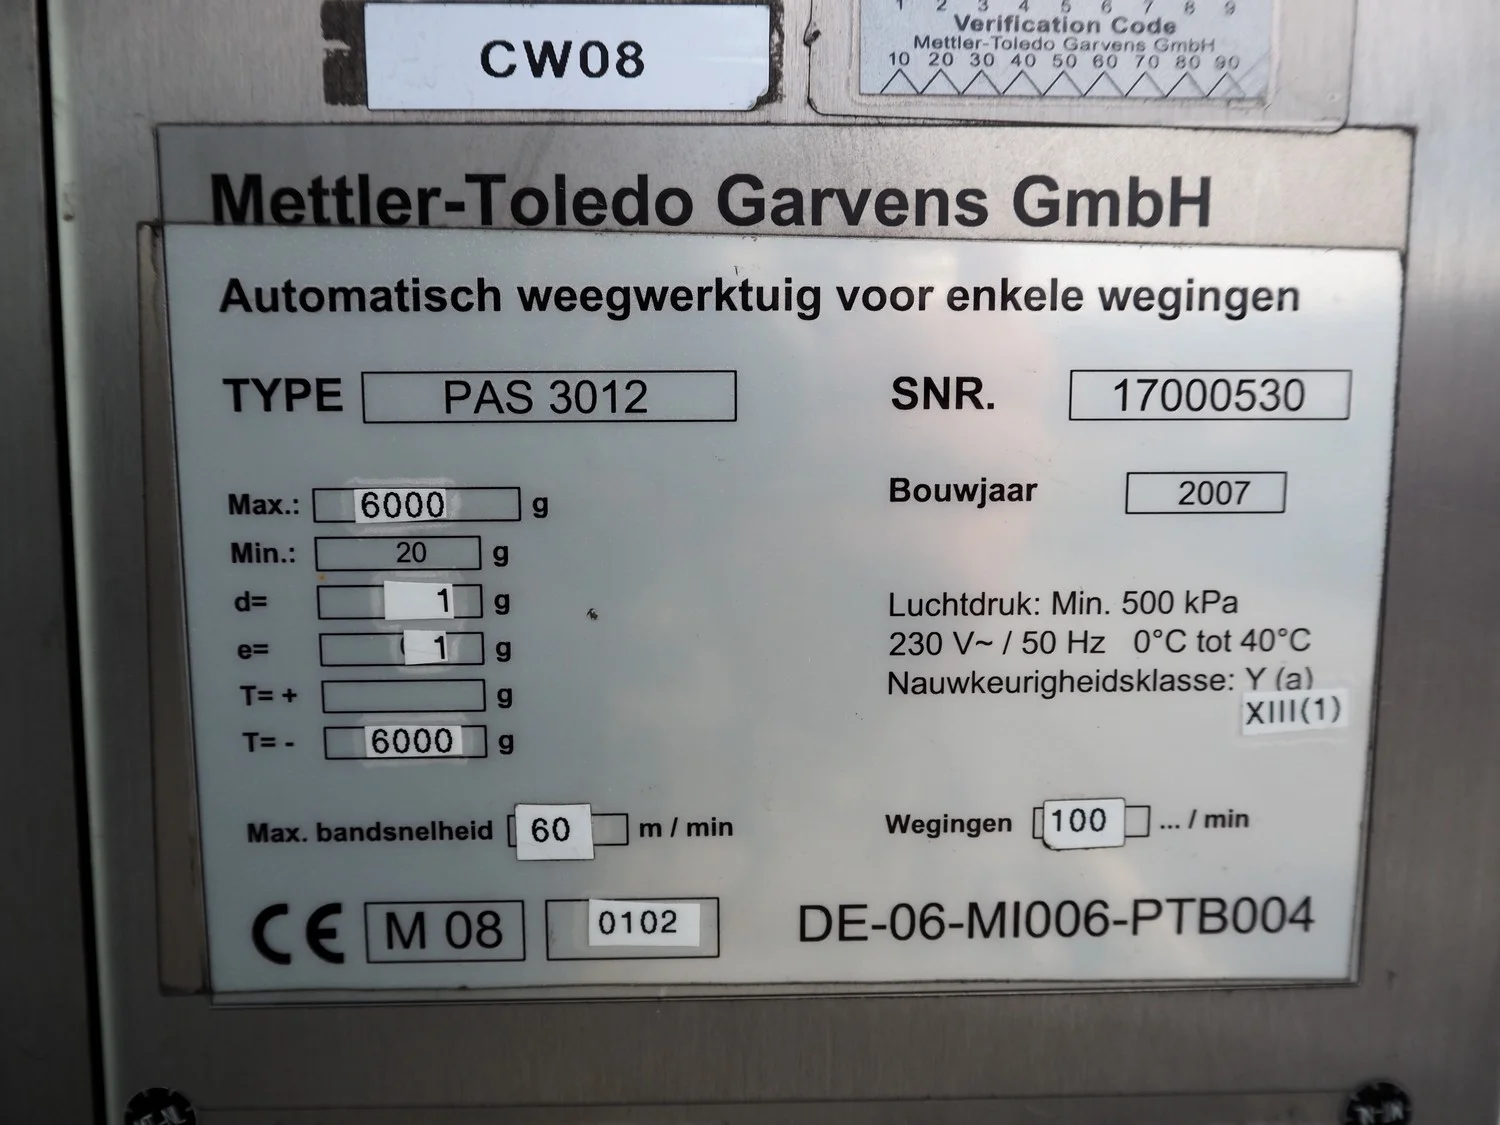 CW08
1 2 3 4 5 6 7 8 9
Verification Code
Mettler-Toledo Garvens GmbH
10 20 30 40 50 60 70 80 90
Mettler-Toledo Garvens GmbH
Automatisch weegwerktuig voor enkele wegingen
TYPE PAS 3012 SNR. 17000530
Max.: 6000 g
Bouwjaar 2007
Min.: 20 g
d= 1 g
e= 1 g
T= + g
T= - 6000 g
Luchtdruk: Min. 500 kPa
230 V~ / 50 Hz 0°C tot 40°C
Nauwkeurigheidsklasse: Y (a)
XIII(1)
Max. bandsnelheid 60 m / min
Wegingen 100 ... / min
CE M 08 0102 DE-06-MI006-PTB004